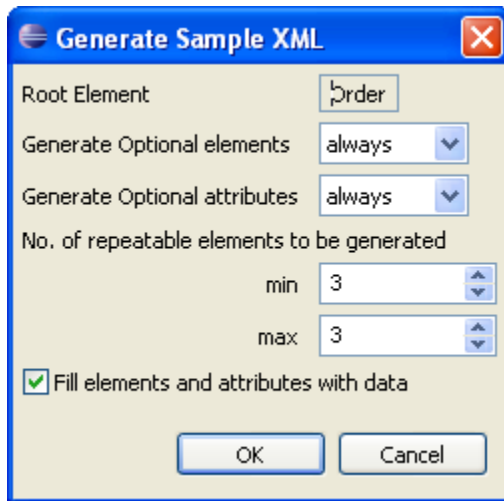 Generate Sample XML
Root Element Order
Generate Optional elements always
Generate Optional attributes always
No. of repeatable elements to be generated
min 3
max 3
Fill elements and attributes with data
OK Cancel